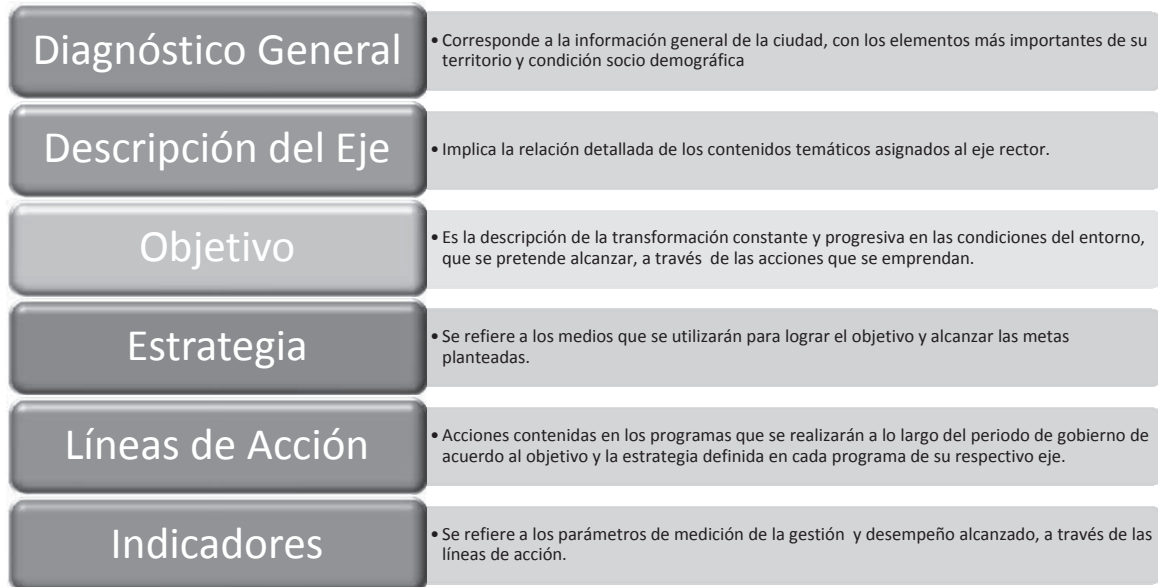 Diagnóstico General
• Corresponde a la información general de la ciudad, con los elementos más importantes de su
territorio y condición socio demográfica
Descripción del Eje
• Implica la relación detallada de los contenidos temáticos asignados al eje rector.
Objetivo
• Es la descripción de la transformación constante y progresiva en las condiciones del entorno,
que se pretende alcanzar, a través de las acciones que se emprendan.
Estrategia
• Se refiere a los medios que se utilizarán para lograr el objetivo y alcanzar las metas
planteadas.
Líneas de Acción
• Acciones contenidas en los programas que se realizarán a lo largo del periodo de gobierno de
acuerdo al objetivo y la estrategia definida en cada programa de su respectivo eje.
Indicadores
• Se refiere a los parámetros de medición de la gestión y desempeño alcanzado, a través de las
líneas de acción.